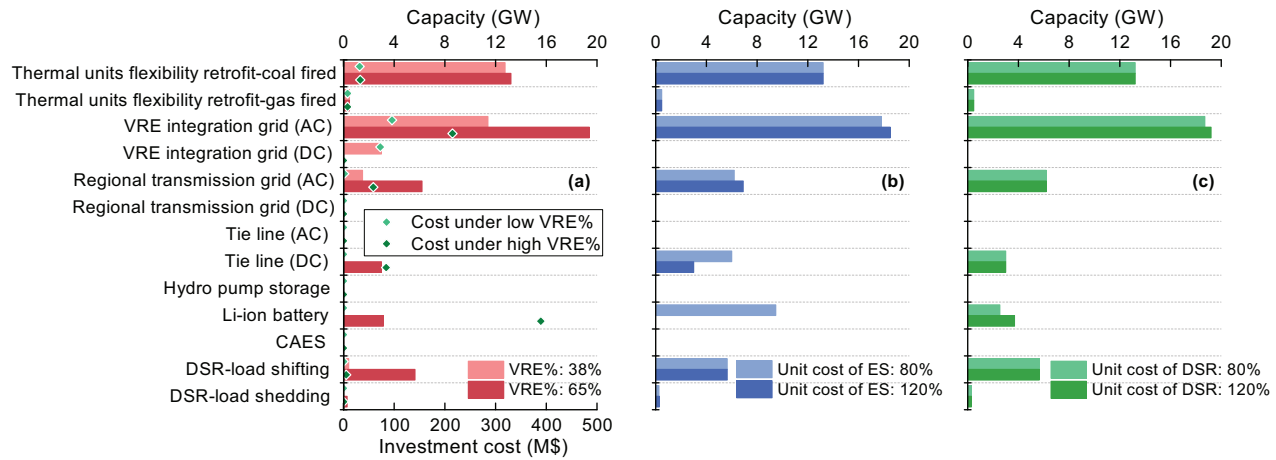 Capacity (GW) Capacity (GW) Capacity (GW)
0 4 8 12 16 20 0 4 8 12 16 20 0 4 8 12 16 20
Thermal units flexibility retrofit-coal fired
Thermal units flexibility retrofit-gas fired
VRE integration grid (AC)
VRE integration grid (DC)
Regional transmission grid (AC) (a) (b) (c)
Regional transmission grid (DC)
Cost under low VRE%
Tie line (AC)
Cost under high VRE%
Tie line (DC)
Hydro pump storage
Li-ion battery
CAES
DSR-load shifting VRE%: 38% Unit cost of ES: 80% Unit cost of DSR: 80%
VRE%: 65% Unit cost of ES: 120% Unit cost of DSR: 120%
DSR-load shedding
0 100 200 300 400 500
Investment cost (M$)